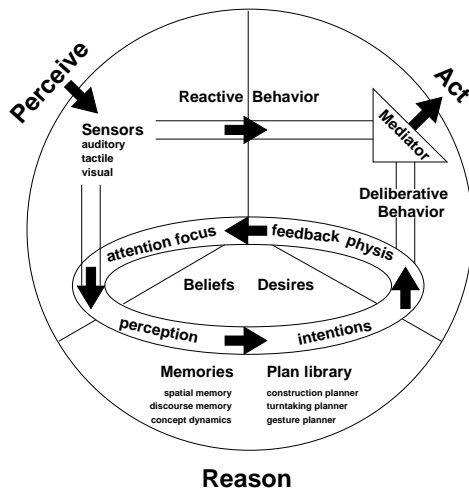 Perceive
Act
Reactive Behavior
Mediator
Sensors
auditory
tactile
visual
Deliberative
Behavior
attention focus
feedback physis
Beliefs
Desires
perception
intentions
Memories
spatial memory
discourse memory
concept dynamics
Plan library
construction planner
turntaking planner
gesture planner
Reason